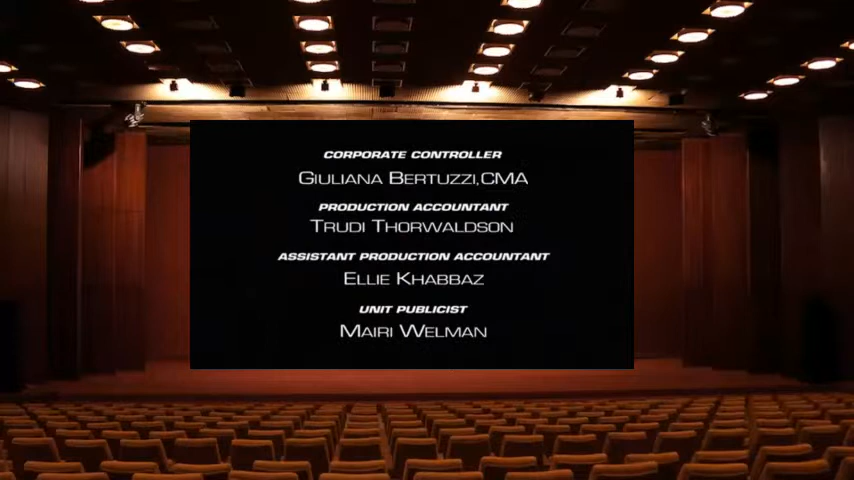 CORPORATE CONTROLLER
GIULIANA BERTUZZI,CMA
PRODUCTION ACCOUNTANT
TRUDI THORWALDSON
ASSISTANT PRODUCTION ACCOUNTANT
ELLIE KHABBAZ
UNIT PUBLICIST
MAIRI WELMAN